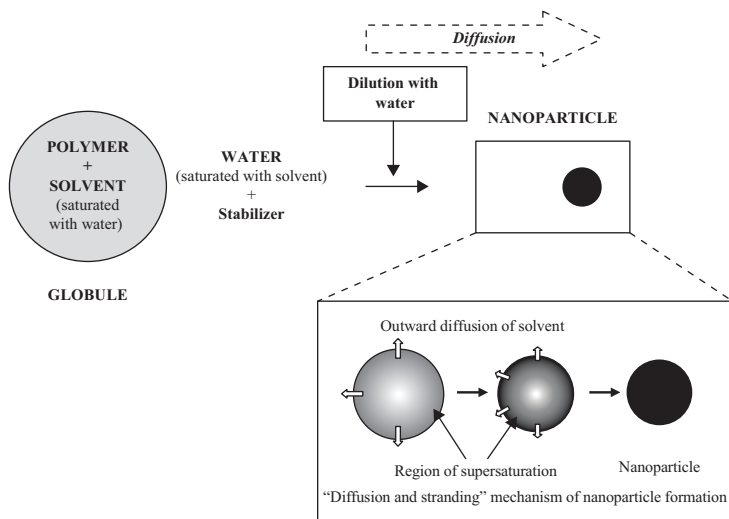 Diffusion
Dilution with
water
NANOPARTICLE
POLYMER
+
SOLVENT
(saturated
with water)
WATER
(saturated with solvent)
+
Stabilizer
GLOBULE
Outward diffusion of solvent
Region of supersaturation
Nanoparticle
“Diffusion and stranding” mechanism of nanoparticle formation